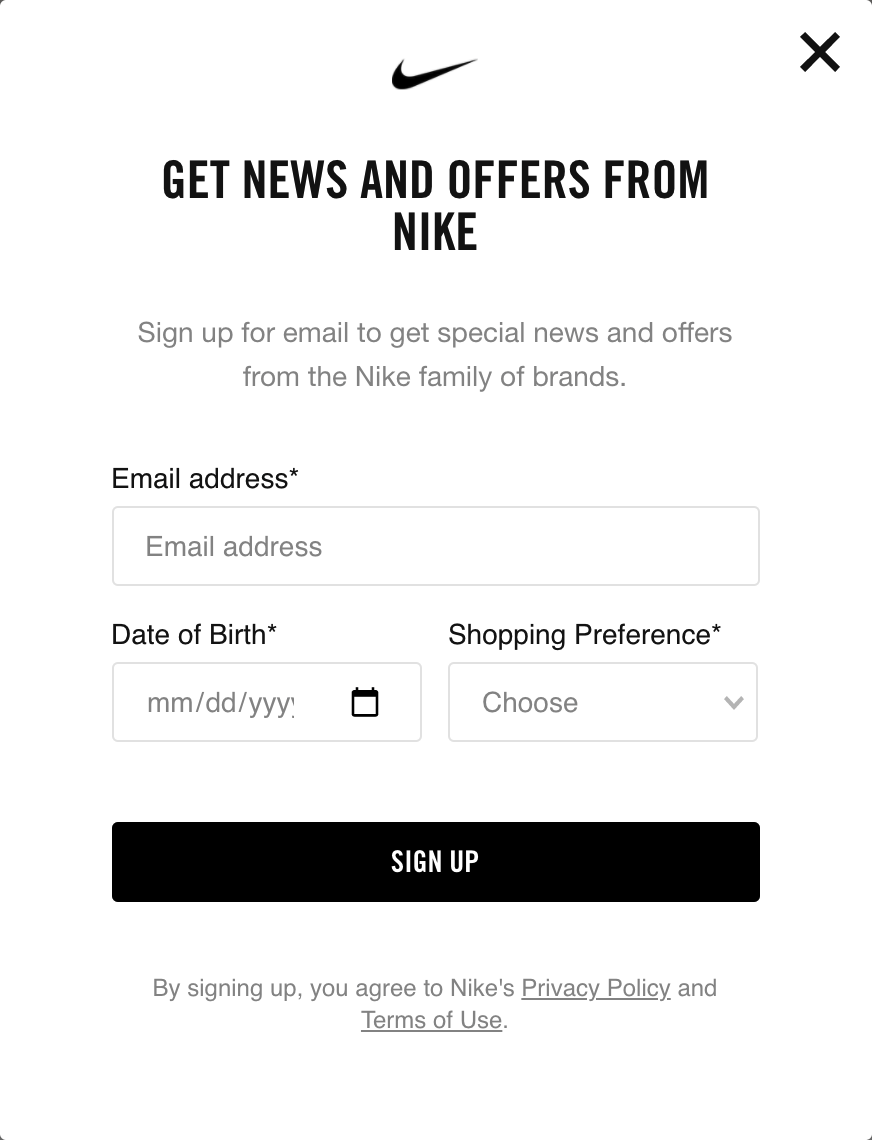 GET NEWS AND OFFERS FROM
NIKE
Sign up for email to get special news and offers
from the Nike family of brands.
Email address*
Email address
Date of Birth*
Shopping Preference*
mm/dd/yyyy
Choose
SIGN UP
By signing up, you agree to Nike's Privacy Policy and
Terms of Use.